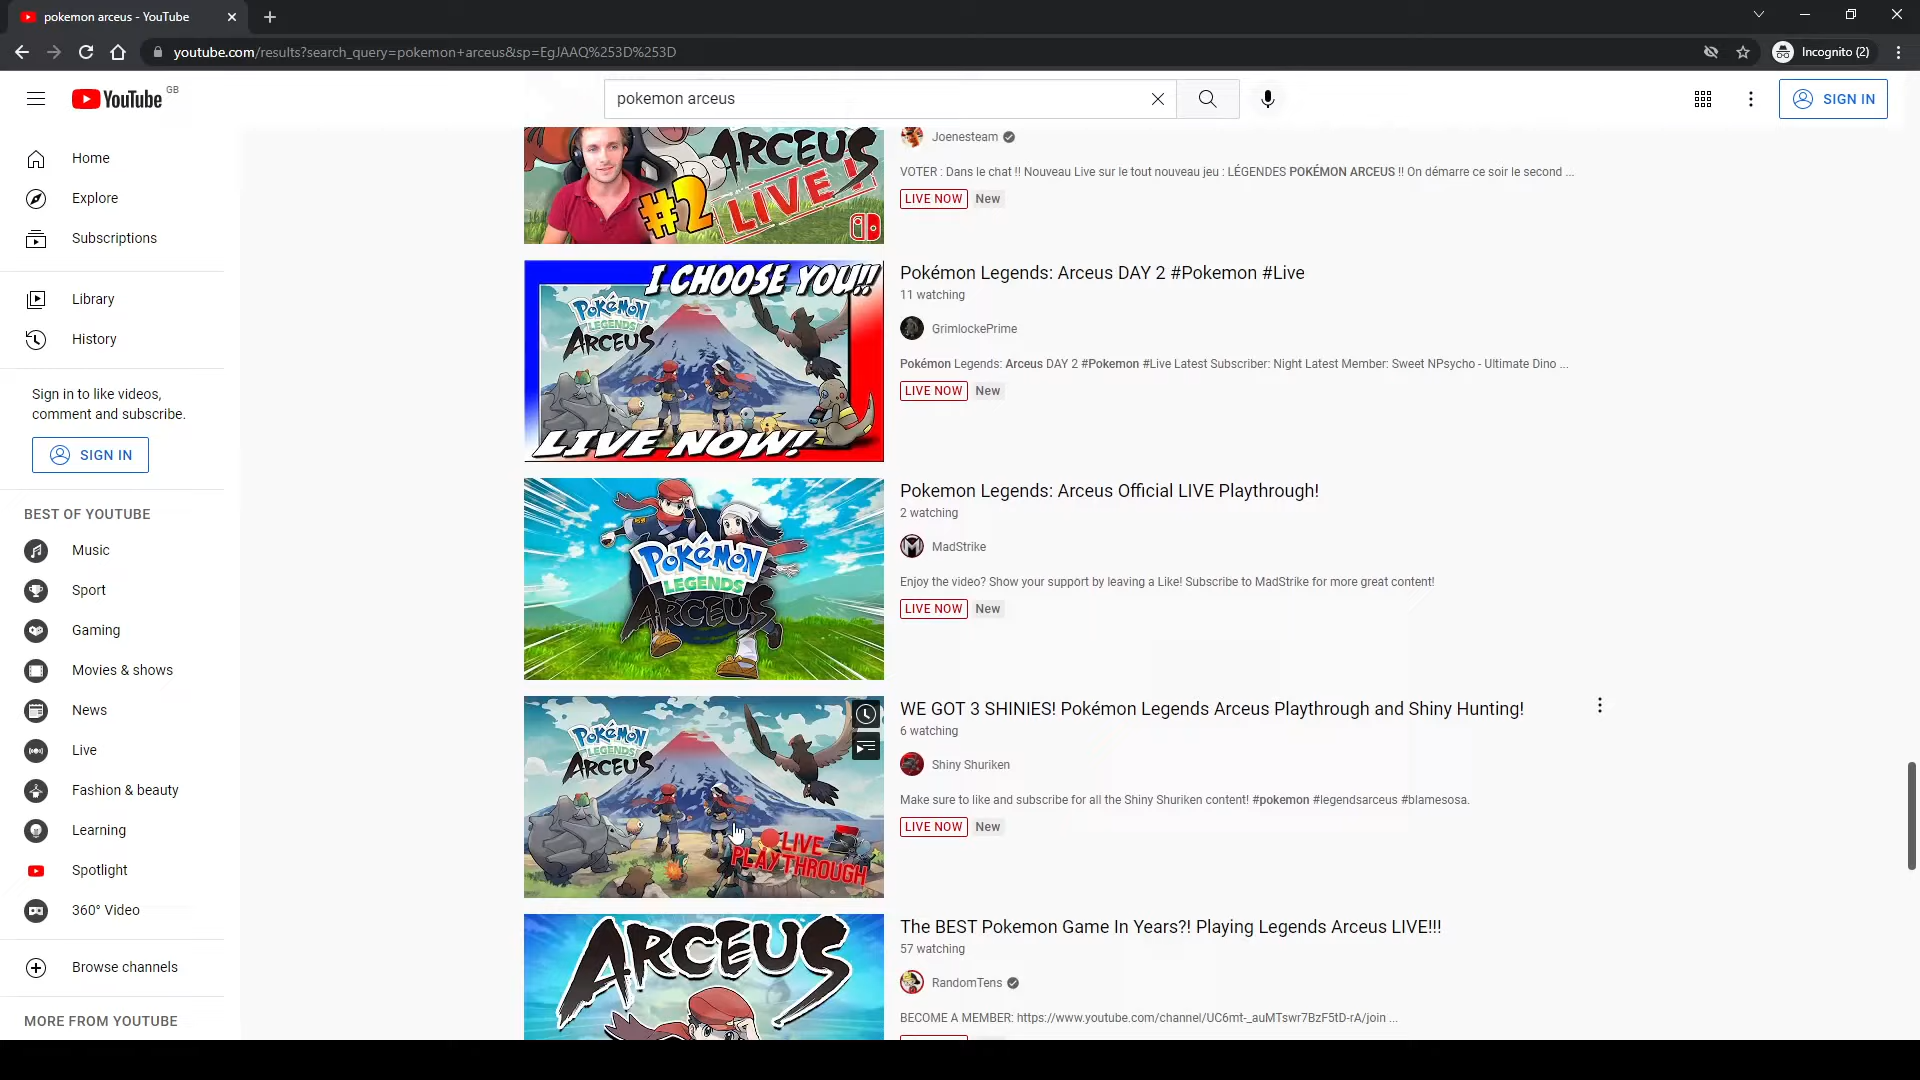 pokemon arceus - YouTube
youtube.com/results?search_query=pokemon+arceus&sp=EgJAAQ%253D%253D
Incognito (2)
YouTube GB
pokemon arceus
SIGN IN
Home
Explore
Subscriptions
Library
History
Sign in to like videos,
comment and subscribe.
SIGN IN
BEST OF YOUTUBE
Music
Sport
Gaming
Movies & shows
News
Live
Fashion & beauty
Learning
Spotlight
360° Video
Browse channels
MORE FROM YOUTUBE
ARCEUS
#2
LIVE!
Joenesteam
VOTER : Dans le chat !! Nouveau Live sur le tout nouveau jeu : LÉGENDES POKÉMON ARCEUS !! On démarre ce soir le second ...
LIVE NOW New
I CHOOSE YOU!!
POKéMON
LEGENDS
ARCEUS
LIVE NOW!
Pokémon Legends: Arceus DAY 2 #Pokemon #Live
11 watching
GrimlockePrime
Pokémon Legends: Arceus DAY 2 #Pokemon #Live Latest Subscriber: Night Latest Member: Sweet NPsycho - Ultimate Dino ...
LIVE NOW New
POKéMON
LEGENDS
ARCEUS
Pokemon Legends: Arceus Official LIVE Playthrough!
2 watching
MadStrike
Enjoy the video? Show your support by leaving a Like! Subscribe to MadStrike for more great content!
LIVE NOW New
POKéMON
LEGENDS
ARCEUS
LIVE
PLAYTHROUGH
WE GOT 3 SHINIES! Pokémon Legends Arceus Playthrough and Shiny Hunting!
6 watching
Shiny Shuriken
Make sure to like and subscribe for all the Shiny Shuriken content! #pokemon #legendsarceus #blamesosa.
LIVE NOW New
ARCEUS
The BEST Pokemon Game In Years?! Playing Legends Arceus LIVE!!!
57 watching
RandomTens
BECOME A MEMBER: https://www.youtube.com/channel/UC6mt-_auMTswr7BzF5tD-rA/join ...